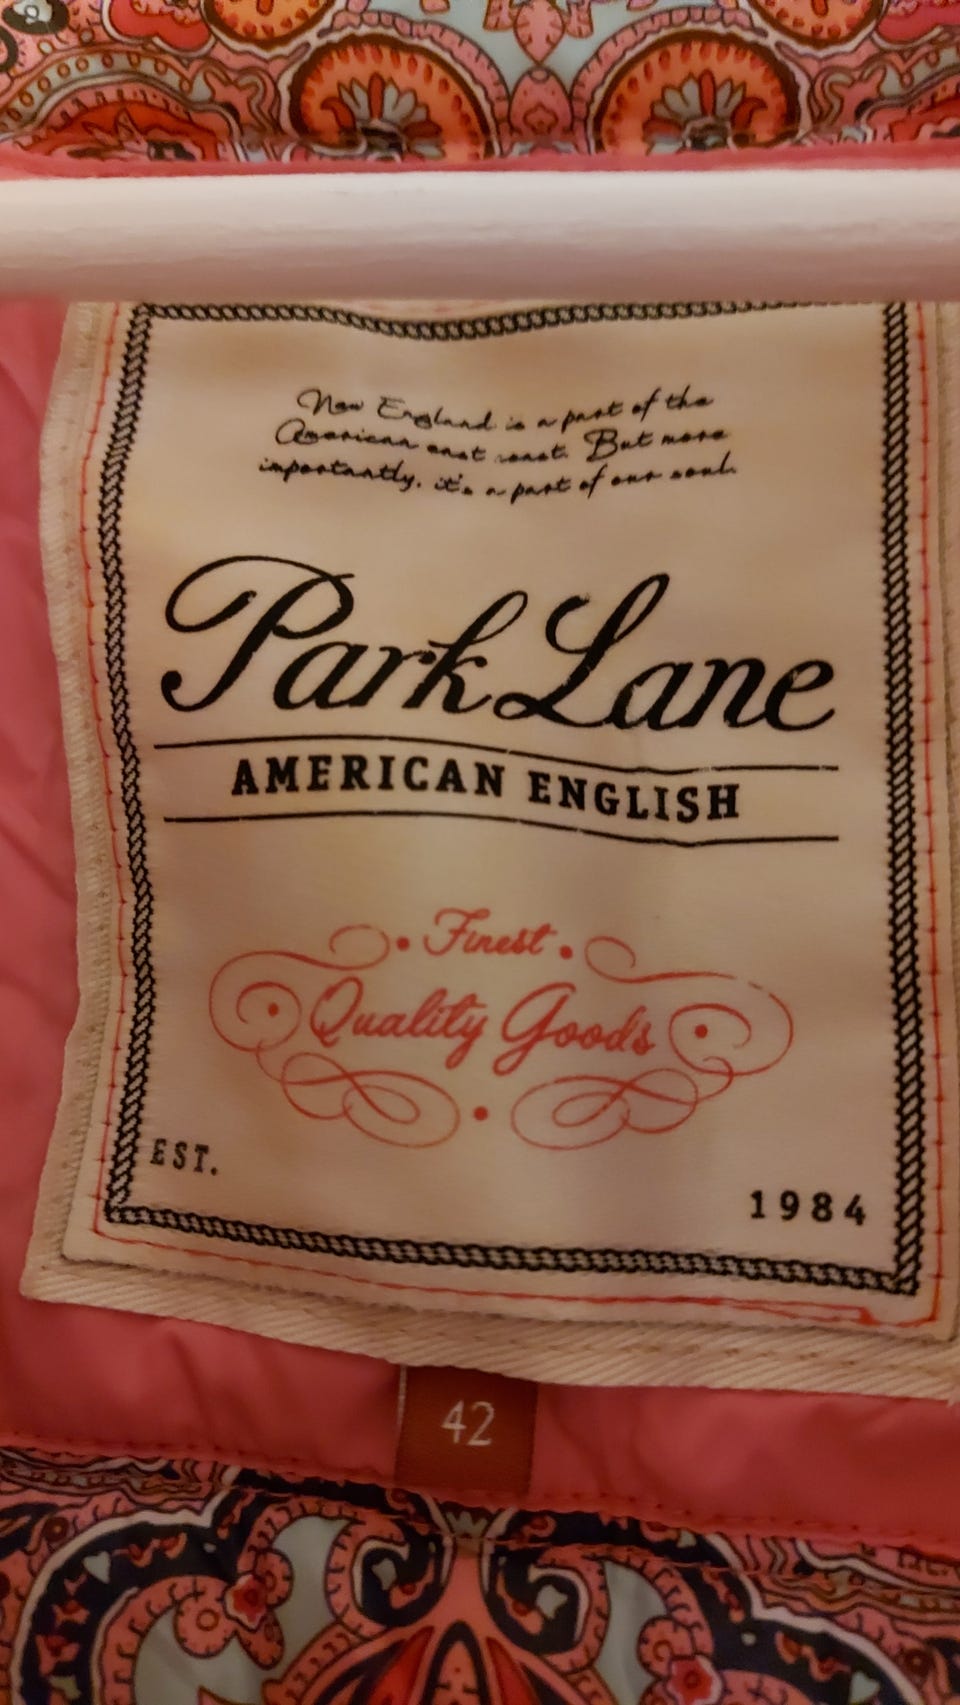 New England is a part of the
American east coast. But more
importantly, it's a part of our soul.
Park Lane
AMERICAN ENGLISH
Finest
Quality Goods
EST.
1984
42